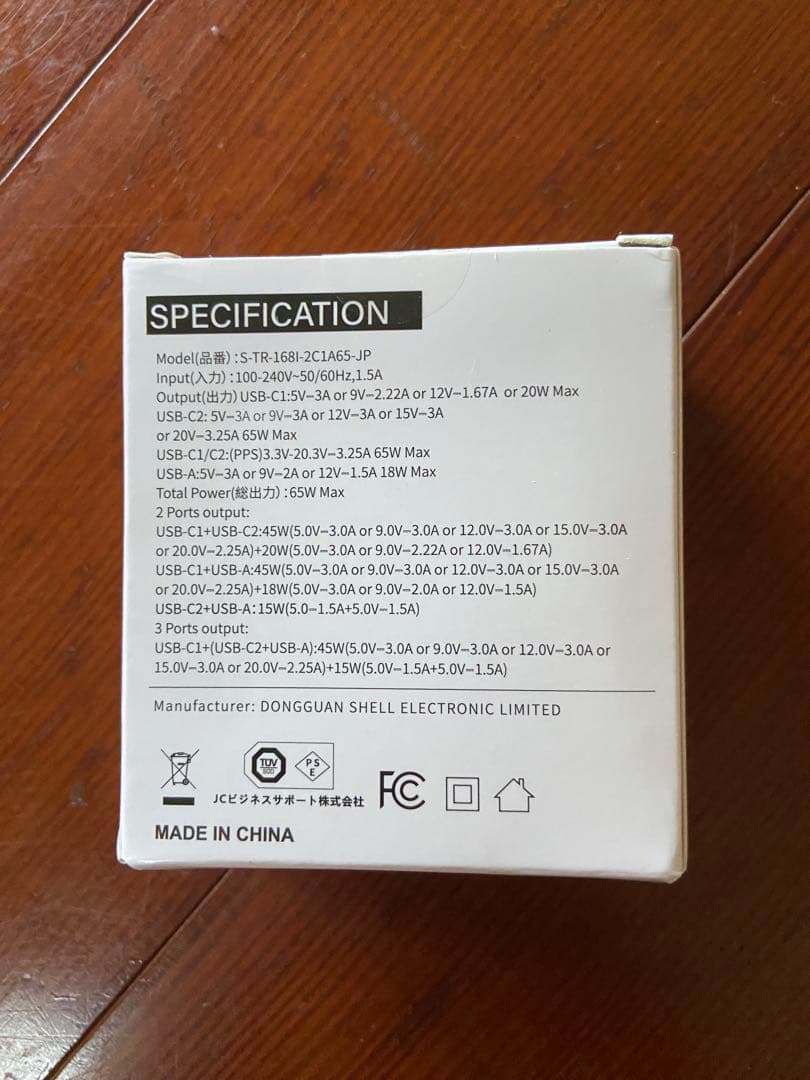 SPECIFICATION
Model(品番):S-TR-168I-2C1A65-JP
Input(入力):100-240V~50/60Hz,1.5A
Output(出力) USB-C1:5V⎓3A or 9V⎓2.22A or 12V⎓1.67A or 20W Max
USB-C2: 5V⎓3A or 9V⎓3A or 12V⎓3A or 15V⎓3A
or 20V⎓3.25A 65W Max
USB-C1/C2:(PPS)3.3V-20.3V⎓3.25A 65W Max
USB-A:5V⎓3A or 9V⎓2A or 12V⎓1.5A 18W Max
Total Power(総出力):65W Max
2 Ports output:
USB-C1+USB-C2:45W(5.0V⎓3.0A or 9.0V⎓3.0A or 12.0V⎓3.0A or 15.0V⎓3.0A
or 20.0V⎓2.25A)+20W(5.0V⎓3.0A or 9.0V⎓2.22A or 12.0V⎓1.67A)
USB-C1+USB-A:45W(5.0V⎓3.0A or 9.0V⎓3.0A or 12.0V⎓3.0A or 15.0V⎓3.0A
or 20.0V⎓2.25A)+18W(5.0V⎓3.0A or 9.0V⎓2.0A or 12.0V⎓1.5A)
USB-C2+USB-A:15W(5.0⎓1.5A+5.0V⎓1.5A)
3 Ports output:
USB-C1+(USB-C2+USB-A):45W(5.0V⎓3.0A or 9.0V⎓3.0A or 12.0V⎓3.0A or
15.0V⎓3.0A or 20.0V⎓2.25A)+15W(5.0V⎓1.5A+5.0V⎓1.5A)
Manufacturer: DONGGUAN SHELL ELECTRONIC LIMITED
TÜV
SÜD
PS
E
JCビジネスサポート株式会社
FC
MADE IN CHINA